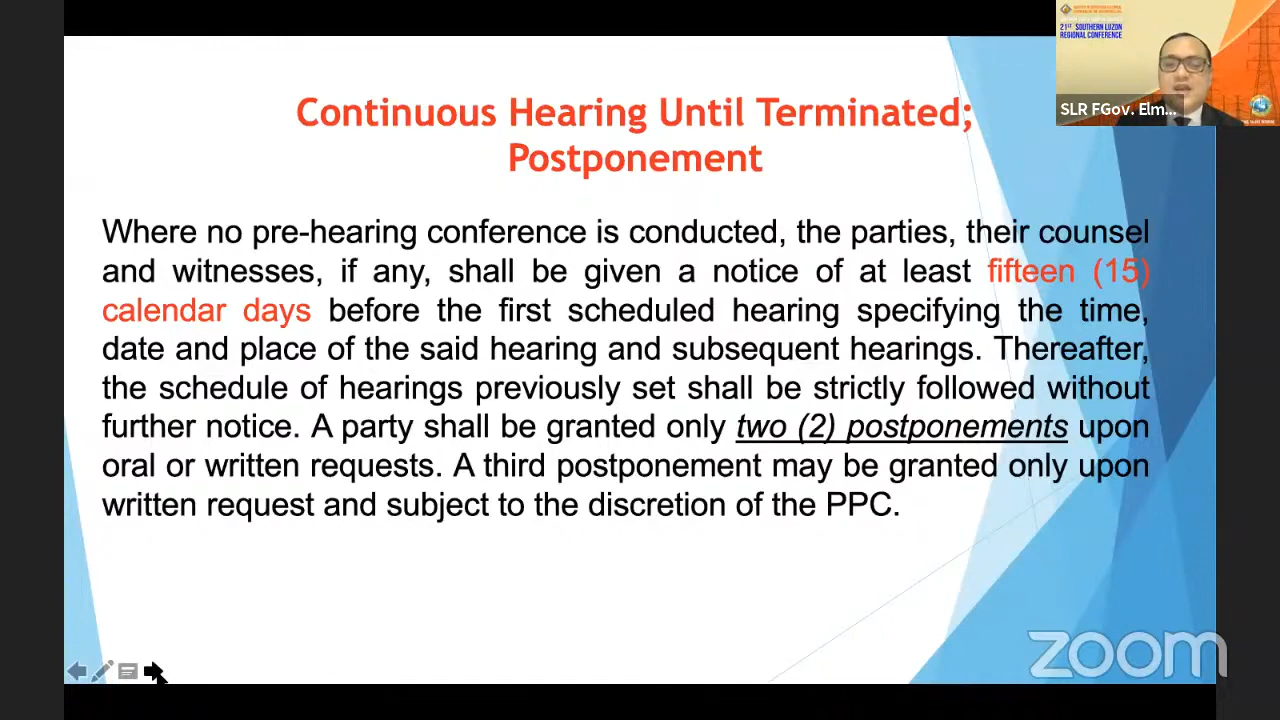 21ST SOUTHERN LUZON
REGIONAL CONFERENCE
SLR FGov. Elm...
Continuous Hearing Until Terminated;
Postponement
Where no pre-hearing conference is conducted, the parties, their counsel
and witnesses, if any, shall be given a notice of at least fifteen (15)
calendar days before the first scheduled hearing specifying the time,
date and place of the said hearing and subsequent hearings. Thereafter,
the schedule of hearings previously set shall be strictly followed without
further notice. A party shall be granted only two (2) postponements upon
oral or written requests. A third postponement may be granted only upon
written request and subject to the discretion of the PPC.
zoom